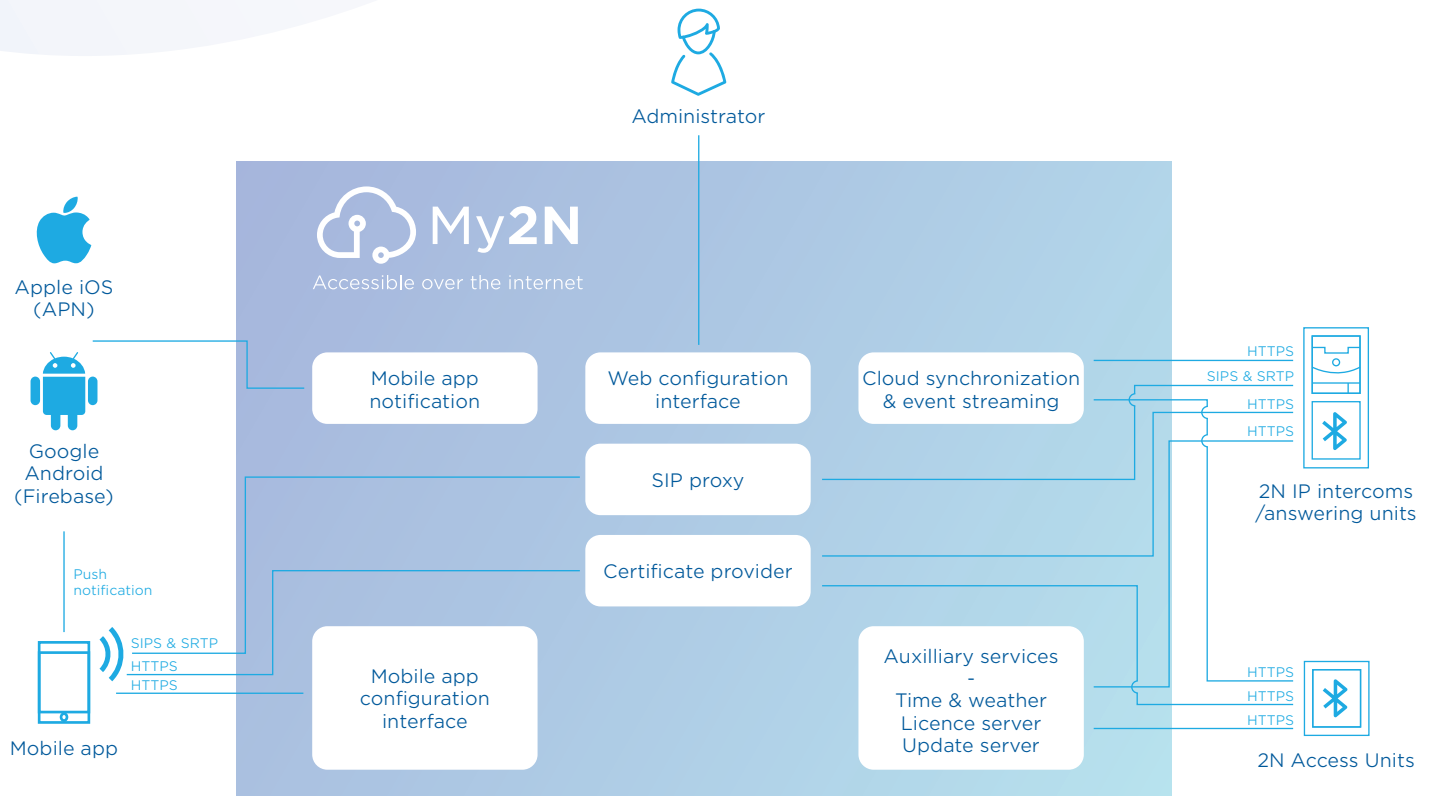 Administrator
My2N
Accessible over the internet
Apple iOS
(APN)
Google
Android
(Firebase)
Push
notification
SIPS & SRTP
HTTPS
HTTPS
Mobile app
Mobile app
notification
Web configuration
interface
Cloud synchronization
& event streaming
SIP proxy
Certificate provider
Mobile app
configuration
interface
Auxilliary services
-
Time & weather
Licence server
Update server
HTTPS
SIPS & SRTP
HTTPS
HTTPS
2N IP intercoms
/answering units
HTTPS
HTTPS
HTTPS
2N Access Units